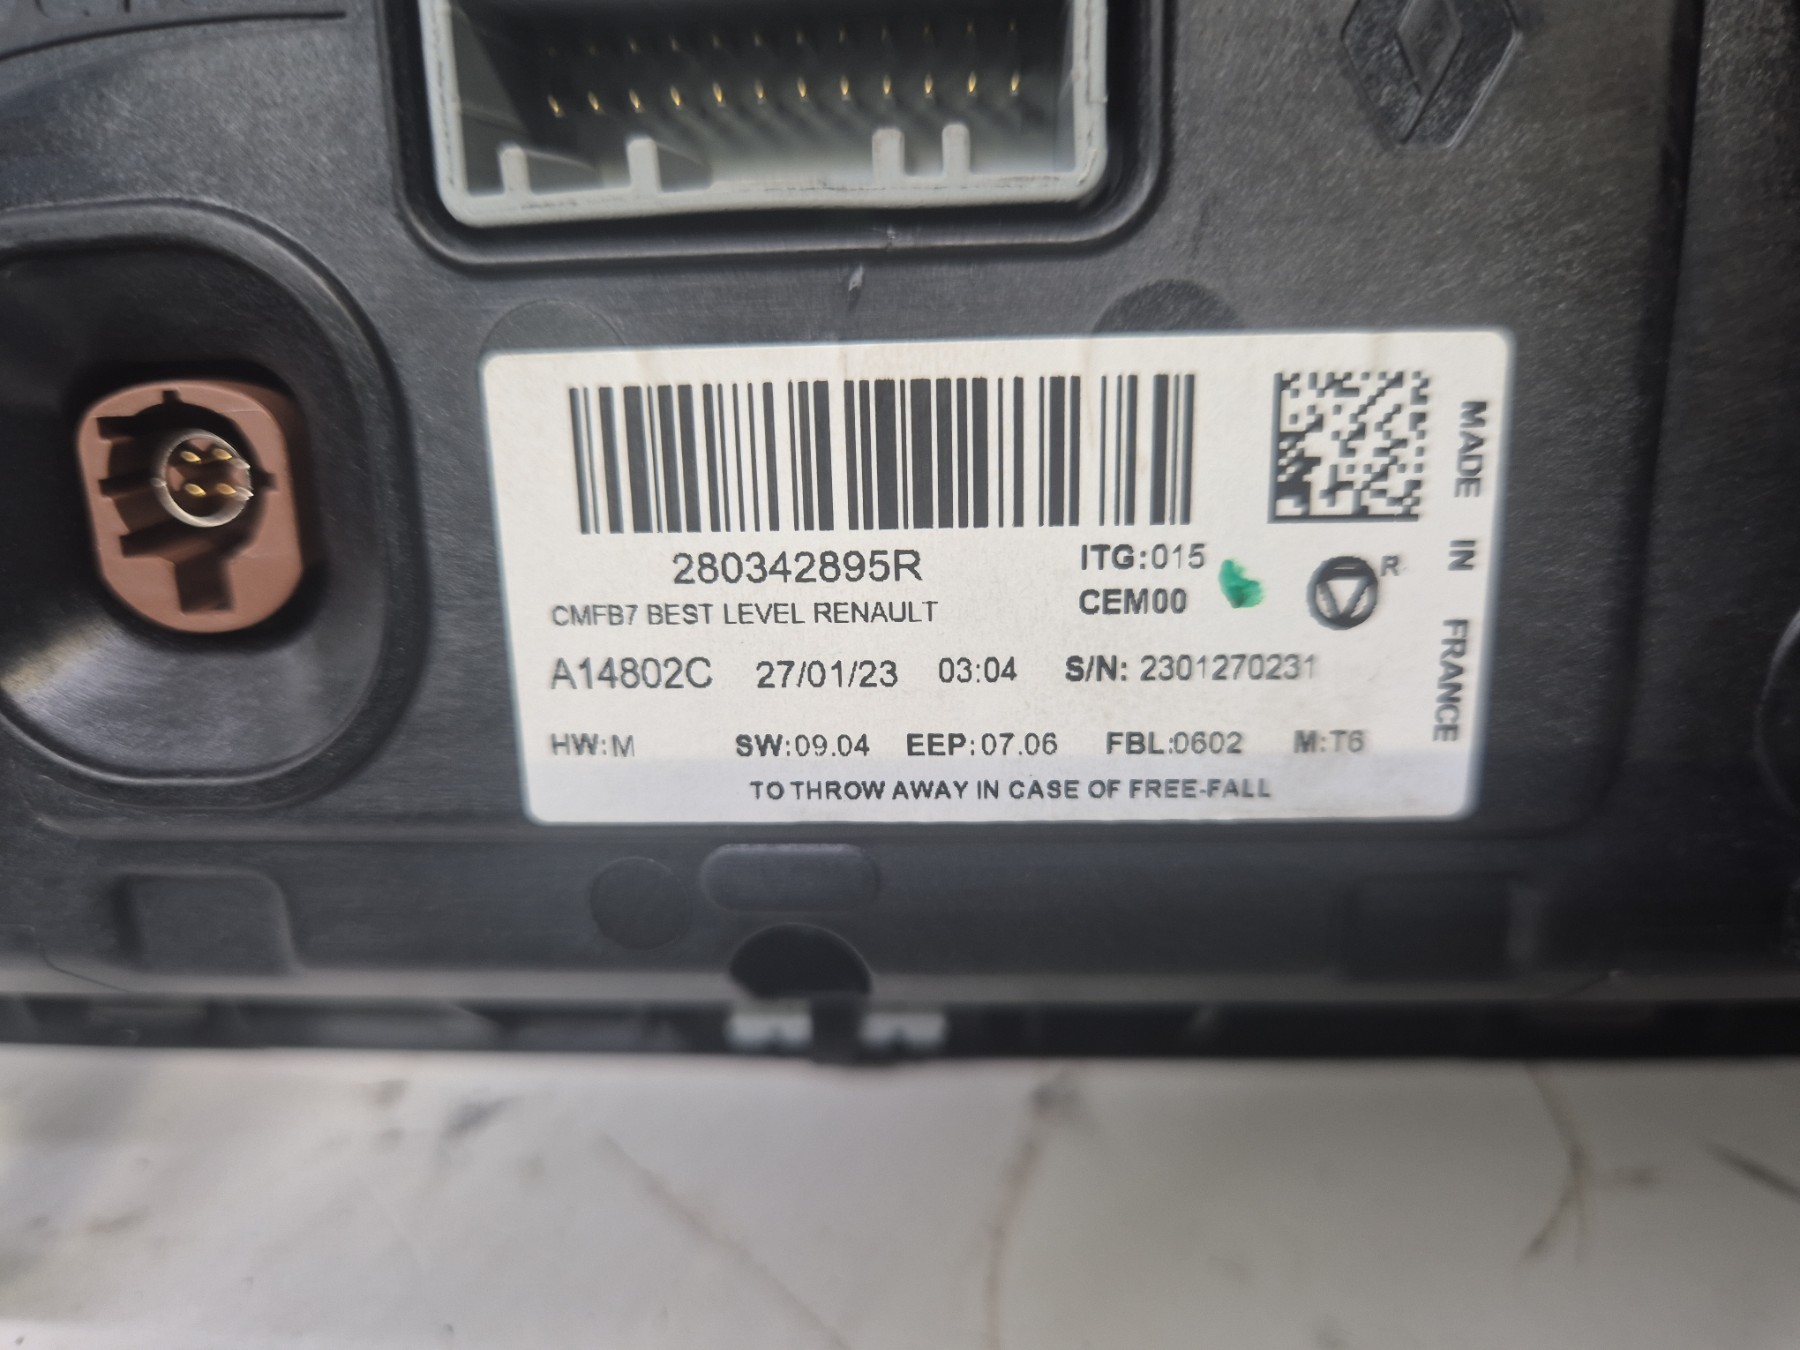 280342895R
ITG:015
CMFB7 BEST LEVEL RENAULT
CEM00
R
A14802C 27/01/23 03:04 S/N: 2301270231
HW:M SW:09.04 EEP:07.06 FBL:0602 M:T6
TO THROW AWAY IN CASE OF FREE-FALL
MADE IN FRANCE